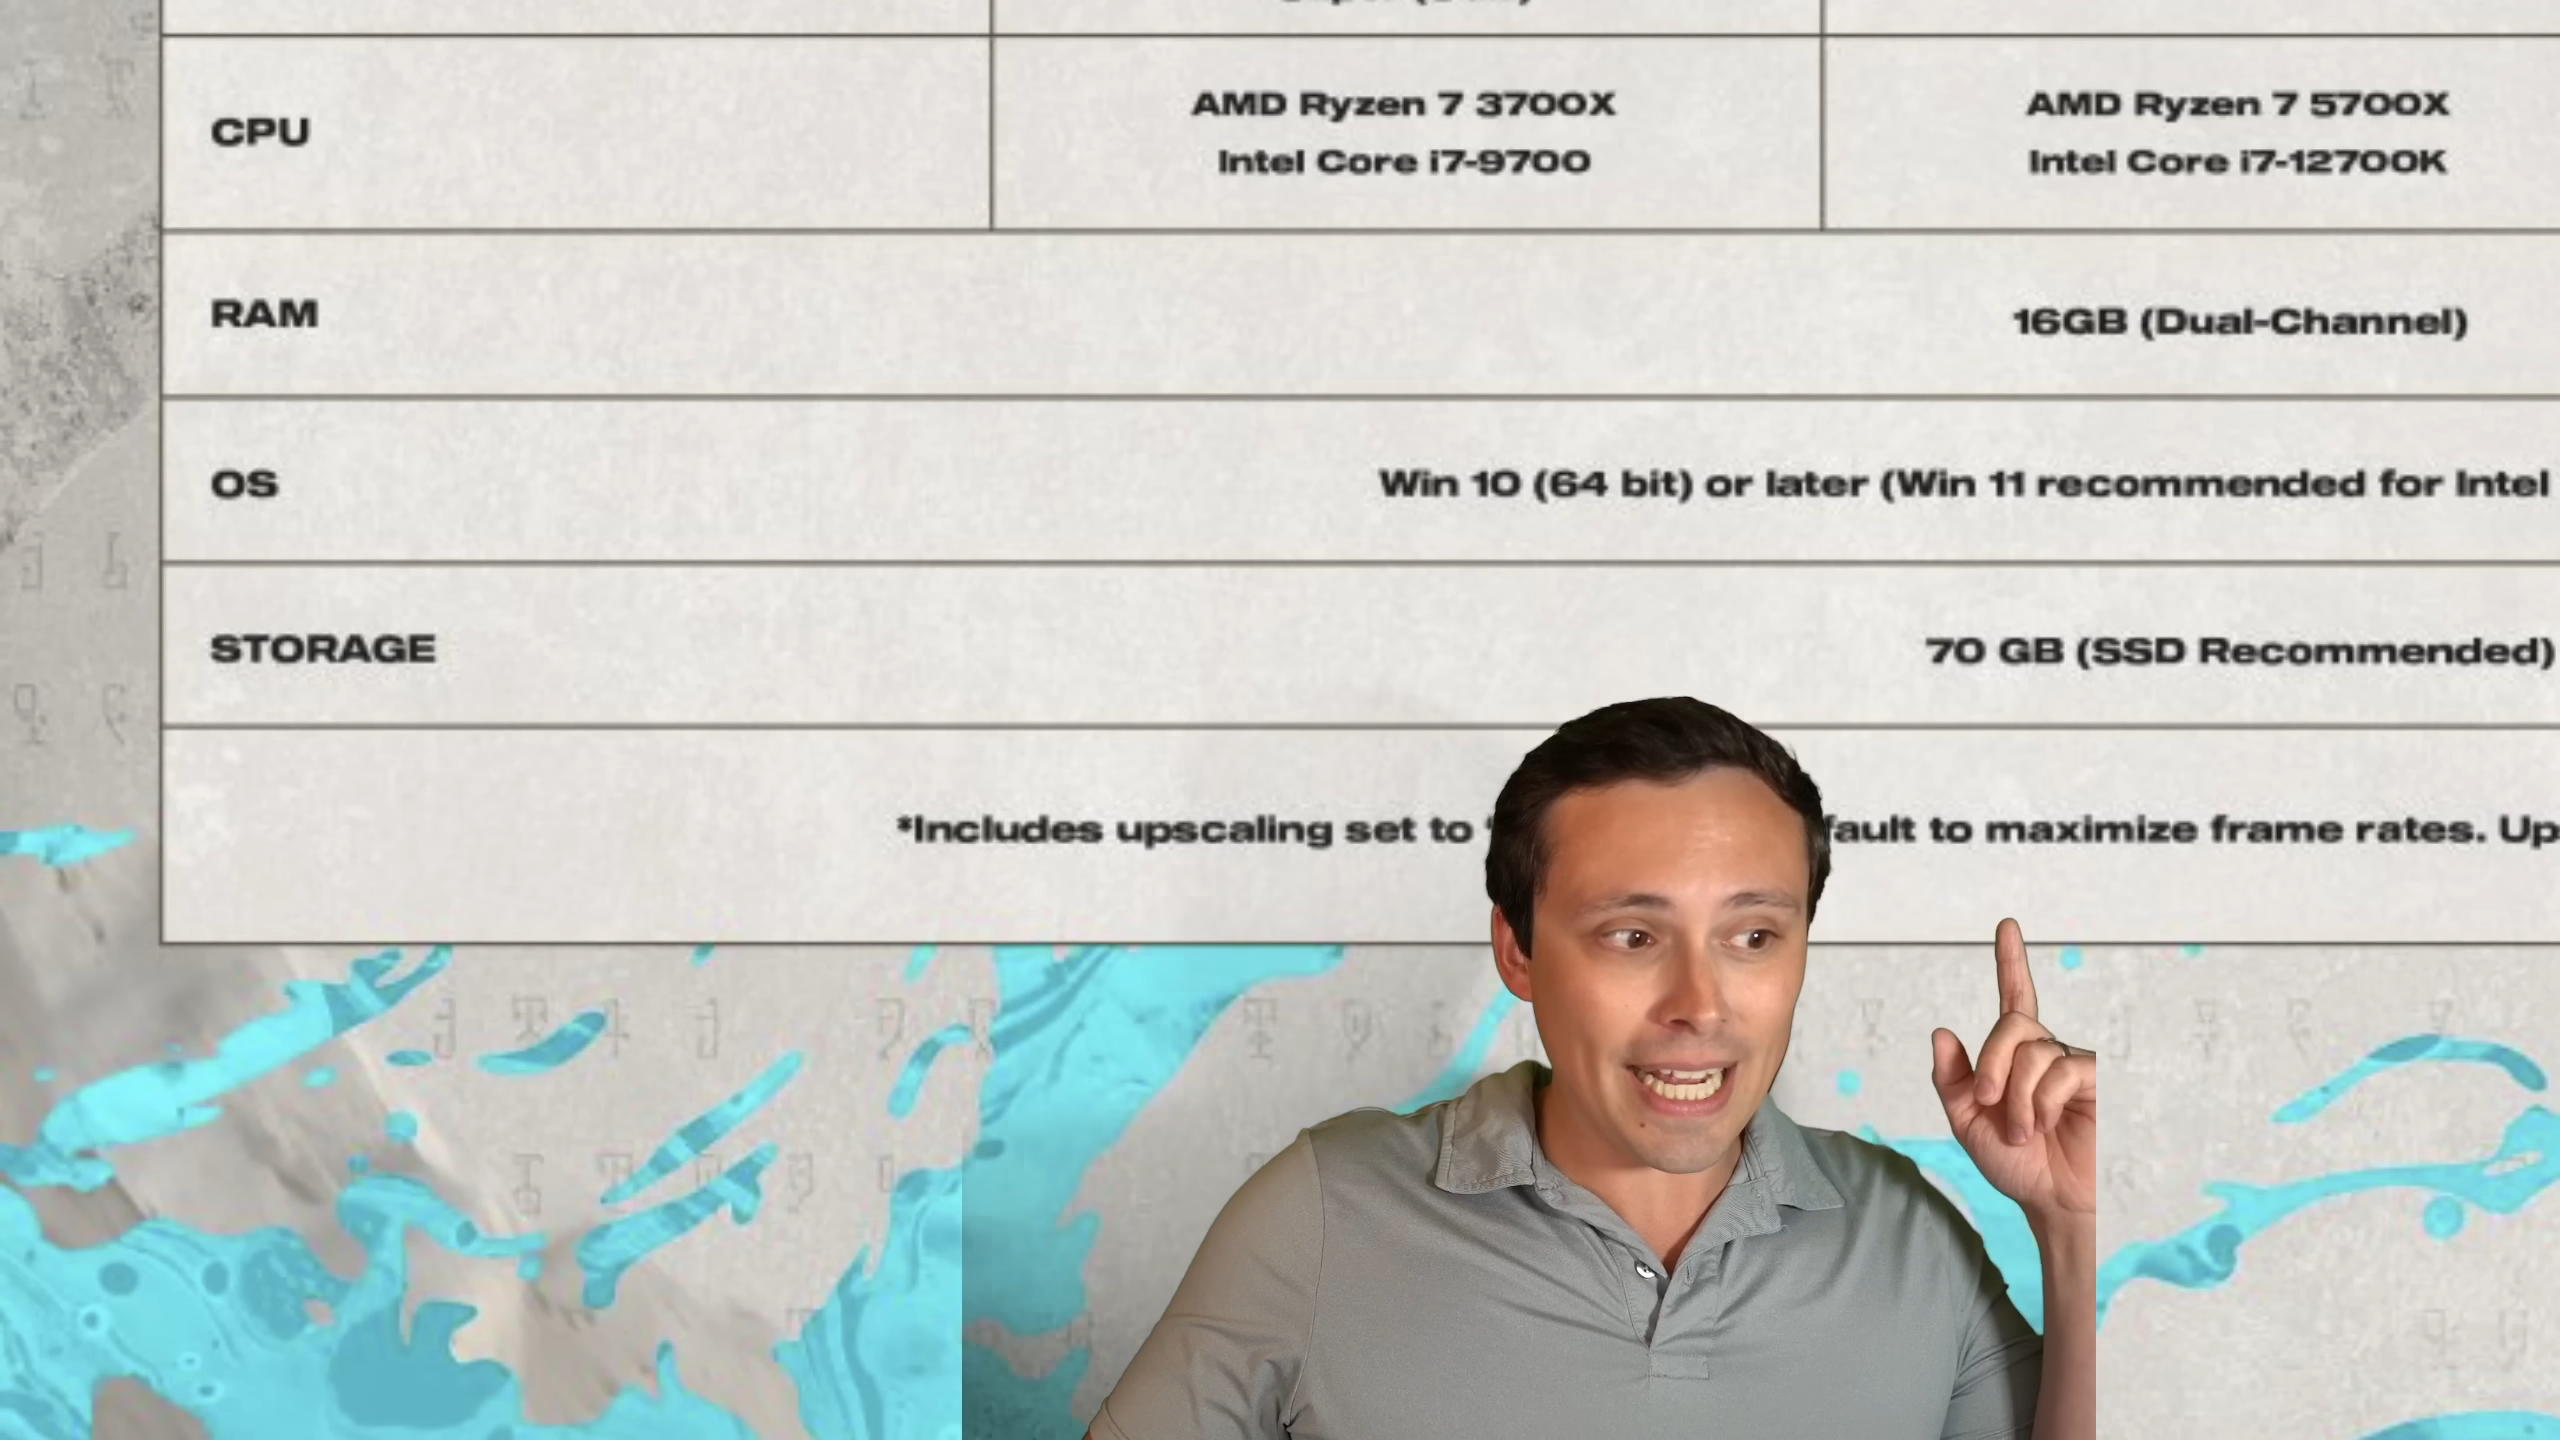 CPU
AMD Ryzen 7 3700X
Intel Core i7-9700
AMD Ryzen 7 5700X
Intel Core i7-12700K
RAM
16GB (Dual-Channel)
OS
Win 10 (64 bit) or later (Win 11 recommended for Intel
STORAGE
70 GB (SSD Recommended)
*Includes upscaling set to fault to maximize frame rates. Up